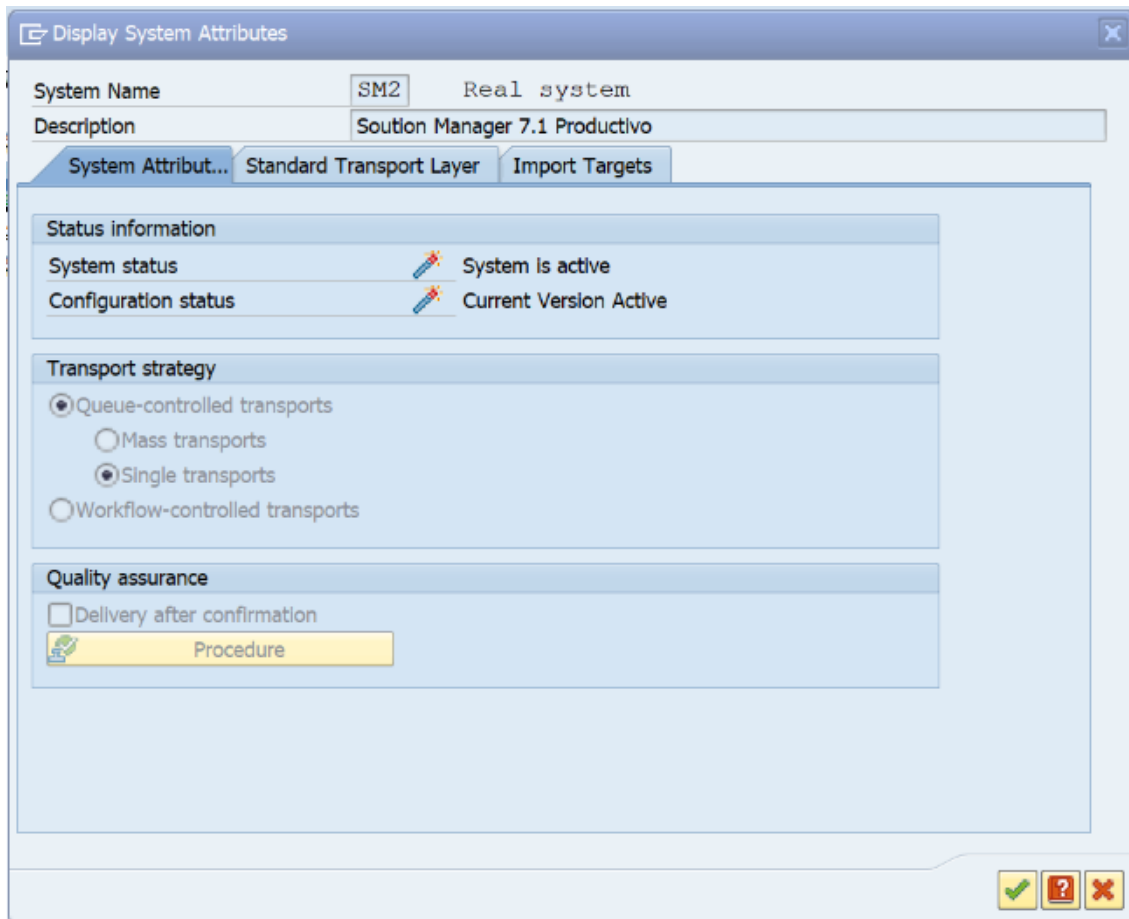 Display System Attributes
System Name SM2 Real system
Description Soution Manager 7.1 Productivo
System Attribut... Standard Transport Layer Import Targets
Status information
System status System is active
Configuration status Current Version Active
Transport strategy
Queue-controlled transports
Mass transports
Single transports
Workflow-controlled transports
Quality assurance
Delivery after confirmation
Procedure